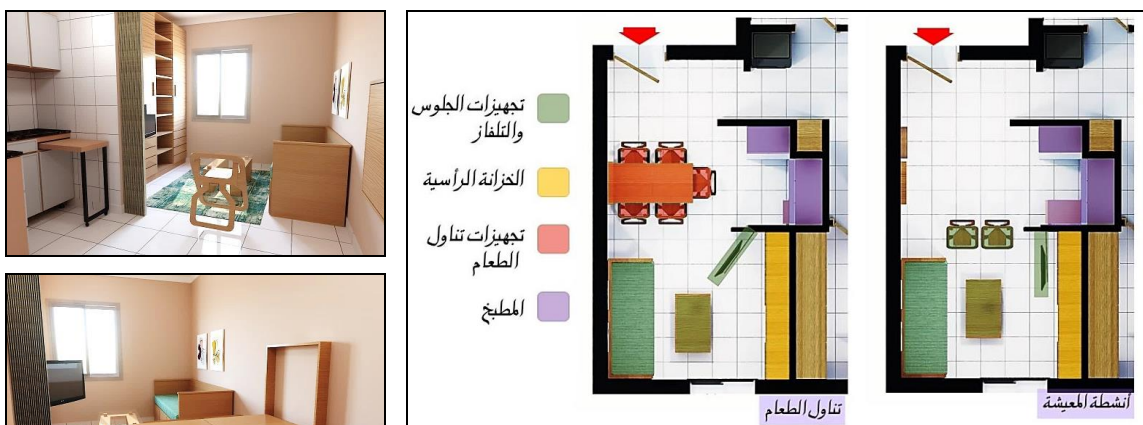 تجهيزات الجلوس
والتلفاز
الخزانة الرأسية
تجهيزات تناول
الطعام
المطبخ
تناول الطعام
أنشطة المعيشة